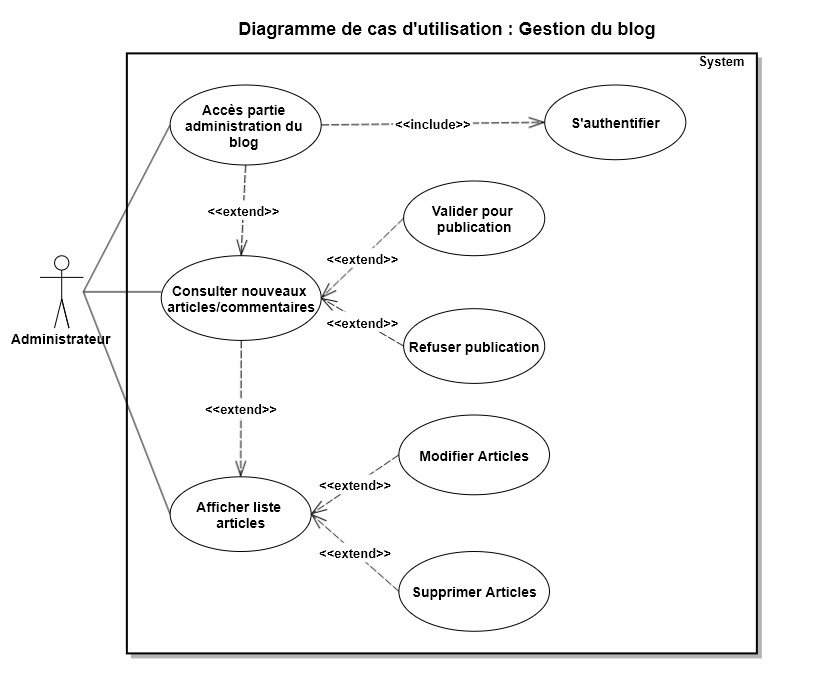 Diagramme de cas d'utilisation : Gestion du blog
System
Accès partie
administration du
blog
<<include>>
S'authentifier
<<extend>>
Valider pour
publication
<<extend>>
Consulter nouveaux
articles/commentaires
<<extend>>
Refuser publication
Administrateur
<<extend>>
Modifier Articles
<<extend>>
Afficher liste
articles
<<extend>>
Supprimer Articles